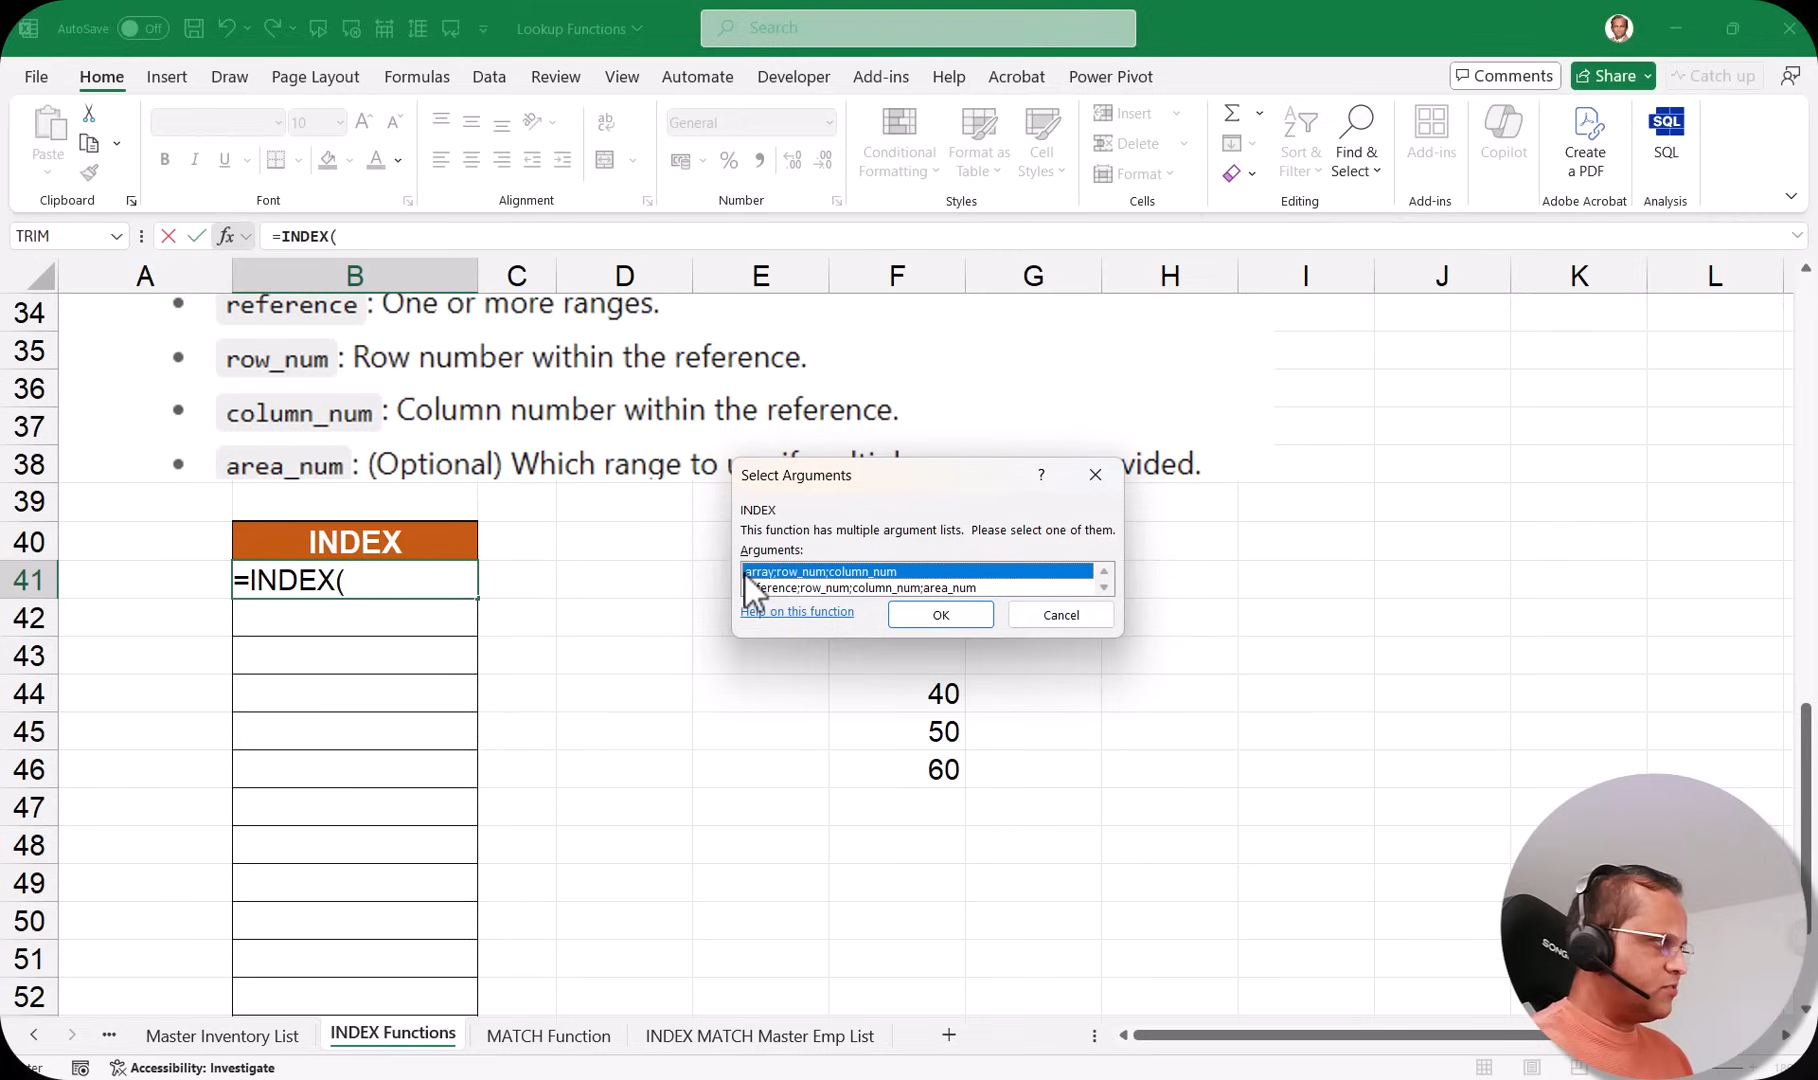 AutoSave Off Lookup Functions Search
File Home Insert Draw Page Layout Formulas Data Review View Automate Developer Add-ins Help Acrobat Power Pivot Comments Share Catch up
Paste
10
General
B I U A
Conditional Formatting
Format as Table
Cell Styles
Insert
Delete
Format
Sort & Filter
Find & Select
Add-ins
Copilot
Create a PDF
SQL
SQL
Clipboard Font Alignment Number Styles Cells Editing Add-ins Adobe Acrobat Analysis
TRIM fx =INDEX(
A B C D E F G H I J K L
34 reference: One or more ranges.
35 row_num: Row number within the reference.
36
37 column_num: Column number within the reference.
38 area_num: (Optional) Which range to vided.
39
Select Arguments ?
INDEX
This function has multiple argument lists. Please select one of them.
Arguments:
array;row_num;column_num
ference;row_num;column_num;area_num
Help on this function OK Cancel
40 INDEX
41 =INDEX(
42
43
44 40
45 50
46 60
47
48
49
50
51
52
SONG
Master Inventory List INDEX Functions MATCH Function INDEX MATCH Master Emp List
Accessibility: Investigate